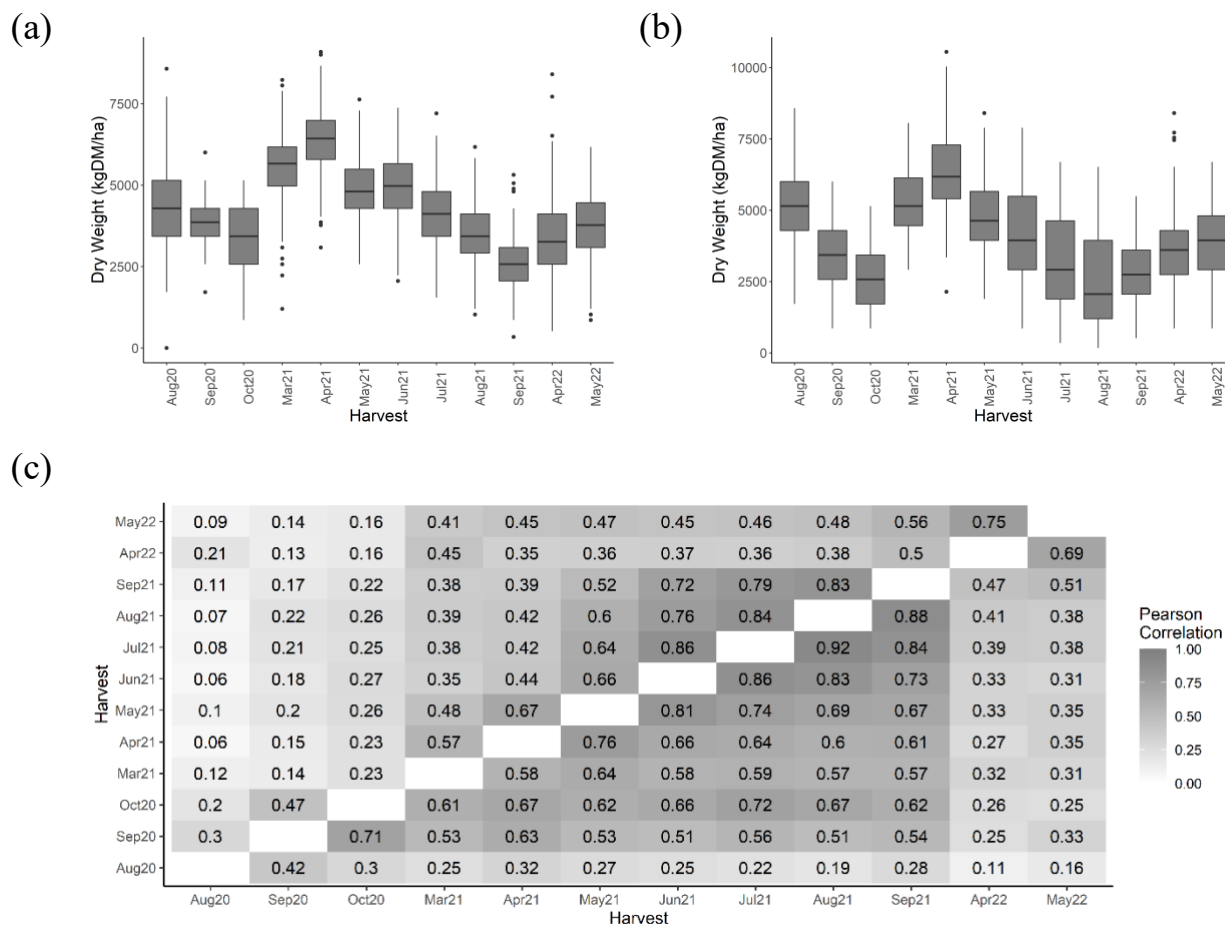 (a)
(b)
Dry Weight (kgDM/ha)
7500
5000
2500
0
Aug20 Sep20 Oct20 Mar21 Apr21 May21 Jun21 Jul21 Aug21 Sep21 Apr22 May22
Harvest
Dry Weight (kgDM/ha)
10000
7500
5000
2500
0
Aug20 Sep20 Oct20 Mar21 Apr21 May21 Jun21 Jul21 Aug21 Sep21 Apr22 May22
Harvest
(c)
Harvest
May22 0.09 0.14 0.16 0.41 0.45 0.47 0.45 0.46 0.48 0.56 0.75
Apr22 0.21 0.13 0.16 0.45 0.35 0.36 0.37 0.36 0.38 0.5 0.69
Sep21 0.11 0.17 0.22 0.38 0.39 0.52 0.72 0.79 0.83 0.47 0.51
Aug21 0.07 0.22 0.26 0.39 0.42 0.6 0.76 0.84 0.88 0.41 0.38
Jul21 0.08 0.21 0.25 0.38 0.42 0.64 0.86 0.92 0.84 0.39 0.38
Jun21 0.06 0.18 0.27 0.35 0.44 0.66 0.86 0.83 0.73 0.33 0.31
May21 0.1 0.2 0.26 0.48 0.67 0.81 0.74 0.69 0.67 0.33 0.35
Apr21 0.06 0.15 0.23 0.57 0.76 0.66 0.64 0.6 0.61 0.27 0.35
Mar21 0.12 0.14 0.23 0.58 0.64 0.58 0.59 0.57 0.57 0.32 0.31
Oct20 0.2 0.47 0.61 0.67 0.62 0.66 0.72 0.67 0.62 0.26 0.25
Sep20 0.3 0.71 0.53 0.63 0.53 0.51 0.56 0.51 0.54 0.25 0.33
Aug20 0.42 0.3 0.25 0.32 0.27 0.25 0.22 0.19 0.28 0.11 0.16
Aug20 Sep20 Oct20 Mar21 Apr21 May21 Jun21 Jul21 Aug21 Sep21 Apr22 May22
Harvest
Pearson
Correlation
1.00
0.75
0.50
0.25
0.00